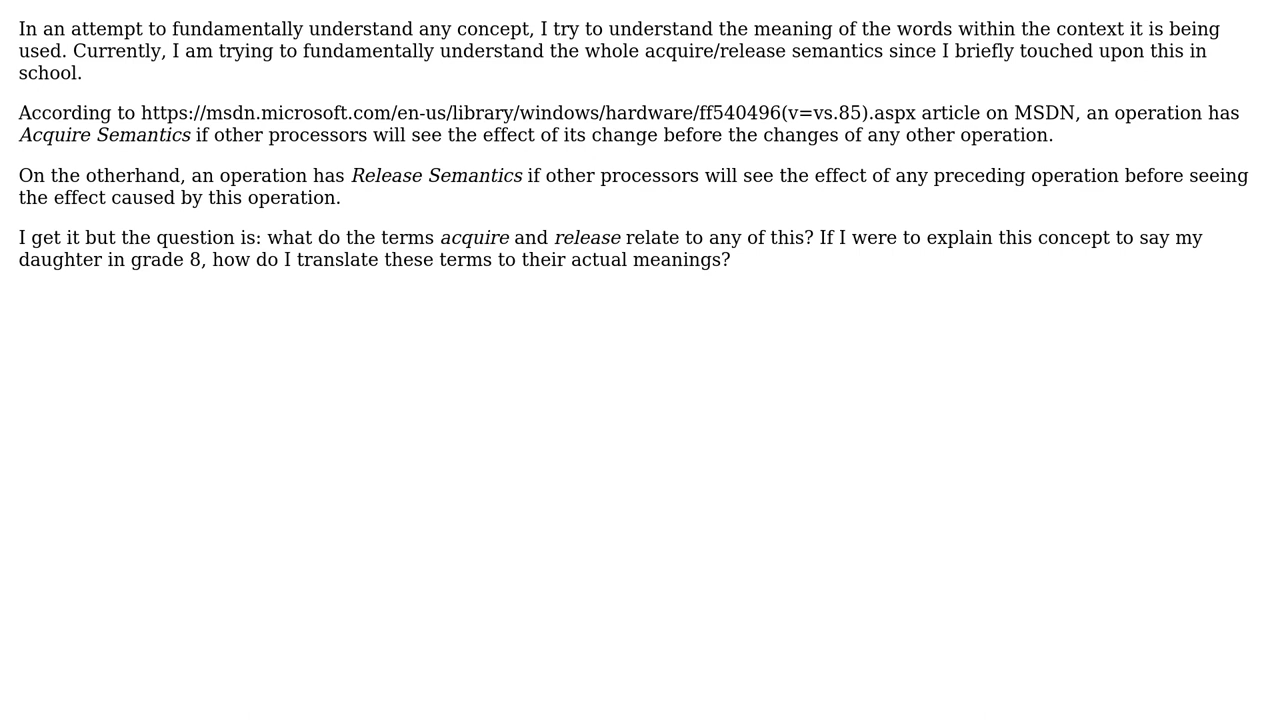 In an attempt to fundamentally understand any concept, I try to understand the meaning of the words within the context it is being
used. Currently, I am trying to fundamentally understand the whole acquire/release semantics since I briefly touched upon this in
school.
According to https://msdn.microsoft.com/en-us/library/windows/hardware/ff540496(v=vs.85).aspx article on MSDN, an operation has
Acquire Semantics if other processors will see the effect of its change before the changes of any other operation.
On the otherhand, an operation has Release Semantics if other processors will see the effect of any preceding operation before seeing
the effect caused by this operation.
I get it but the question is: what do the terms acquire and release relate to any of this? If I were to explain this concept to say my
daughter in grade 8, how do I translate these terms to their actual meanings?